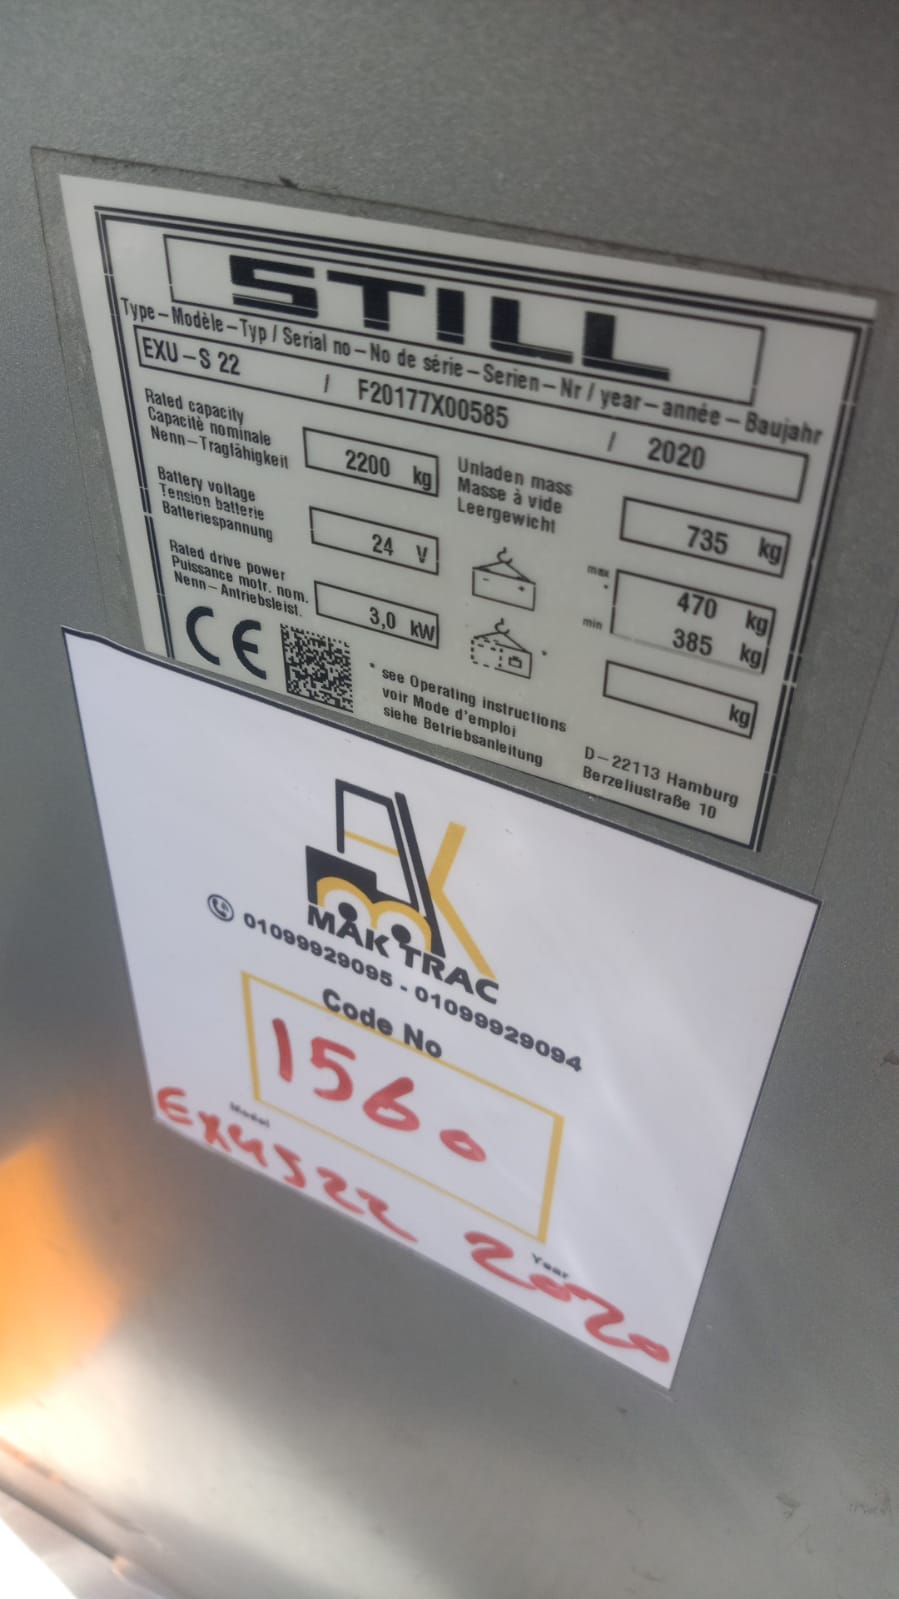 STILL
Type–Modèle–Typ / Serial no–No de série–Serien–Nr / year–année–Baujahr
EXU–S 22 / F20177X00585 / 2020
Rated capacity
Capacité nominale
Nenn–Tragfähigkeit
2200 kg
Unladen mass
Masse à vide
Leergewicht
735 kg
Battery voltage
Tension batterie
Batteriespannung
24 V
max
470 kg
*
min
385 kg
Rated drive power
Puissance motr. nom.
Nenn–Antriebsleist.
3,0 kW
*
kg
CE
* see Operating instructions
voir Mode d'emploi
siehe Betriebsanleitung
D–22113 Hamburg
Berzeliustraße 10
MAK TRAC
01099929095 - 01099929094
Code No
1560
Model
EXUS22
Year
2020